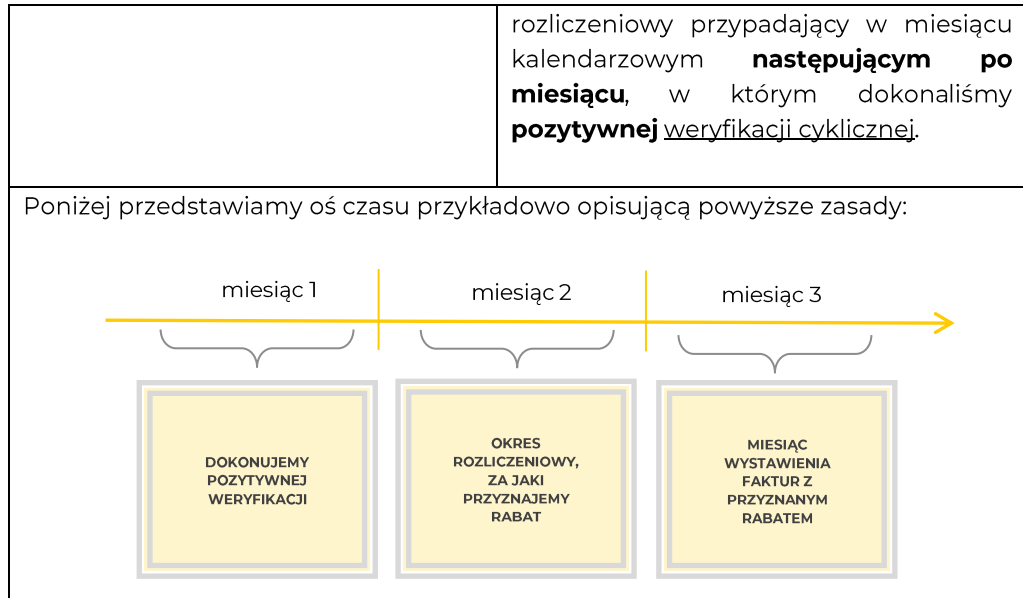 rozliczeniowy przypadający w miesiącu
kalendarzowym następującym po
miesiącu, w którym dokonaliśmy
pozytywnej weryfikacji cyklicznej.
Poniżej przedstawiamy oś czasu przykładowo opisującą powyższe zasady:
miesiąc 1
miesiąc 2
miesiąc 3
DOKONUJEMY
POZYTYWNEJ
WERYFIKACJI
OKRES
ROZLICZENIOWY,
ZA JAKI
PRZYZNAJEMY
RABAT
MIESIĄC
WYSTAWIENIA
FAKTUR Z
PRZYZNANYM
RABATEM